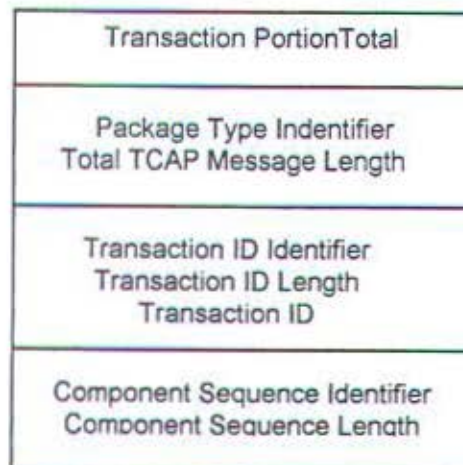 Transaction PortionTotal
Package Type Indentifier
Total TCAP Message Length
Transaction ID Identifier
Transaction ID Length
Transaction ID
Component Sequence Identifier
Component Sequence Length